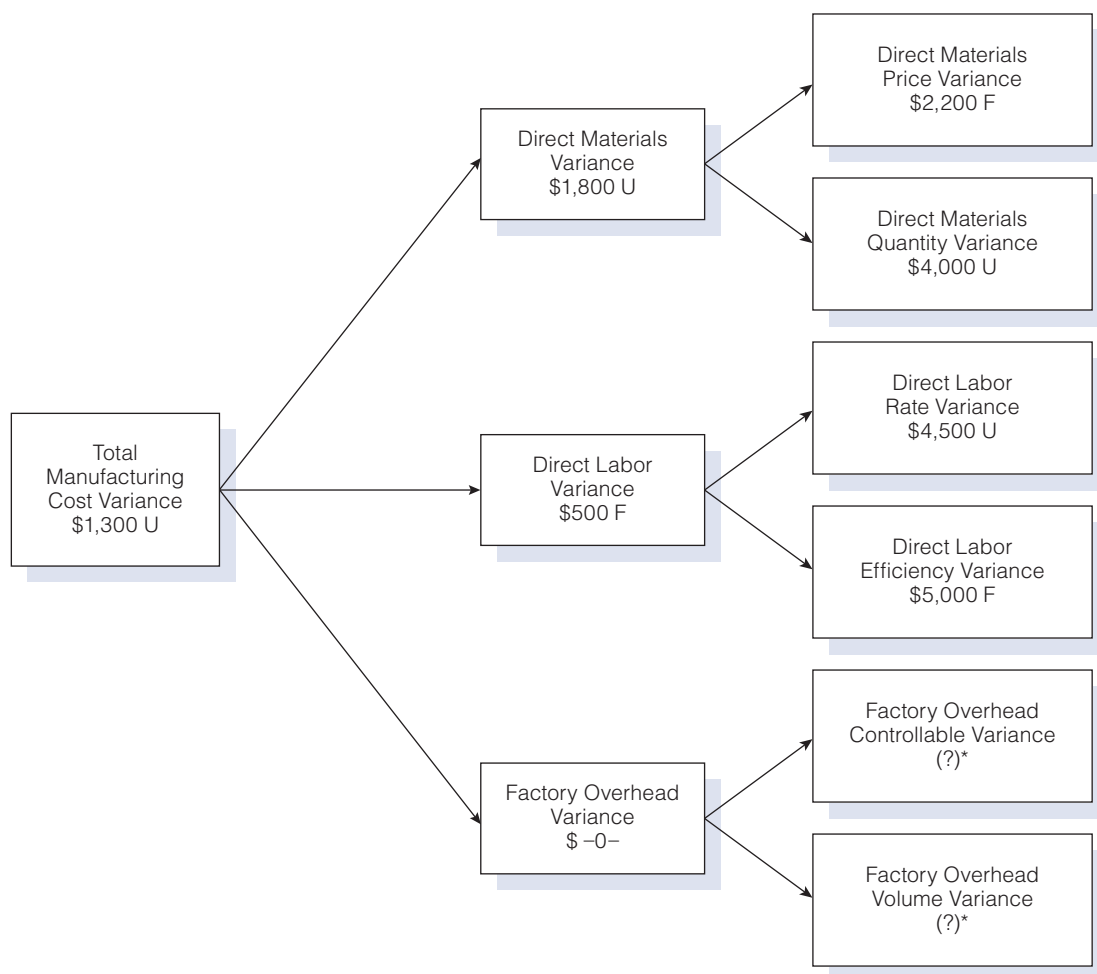 Total
Manufacturing
Cost Variance
$1,300 U
Direct Materials
Variance
$1,800 U
Direct Materials
Price Variance
$2,200 F
Direct Materials
Quantity Variance
$4,000 U
Direct Labor
Variance
$500 F
Direct Labor
Rate Variance
$4,500 U
Direct Labor
Efficiency Variance
$5,000 F
Factory Overhead
Variance
$ –0–
Factory Overhead
Controllable Variance
(?)*
Factory Overhead
Volume Variance
(?)*